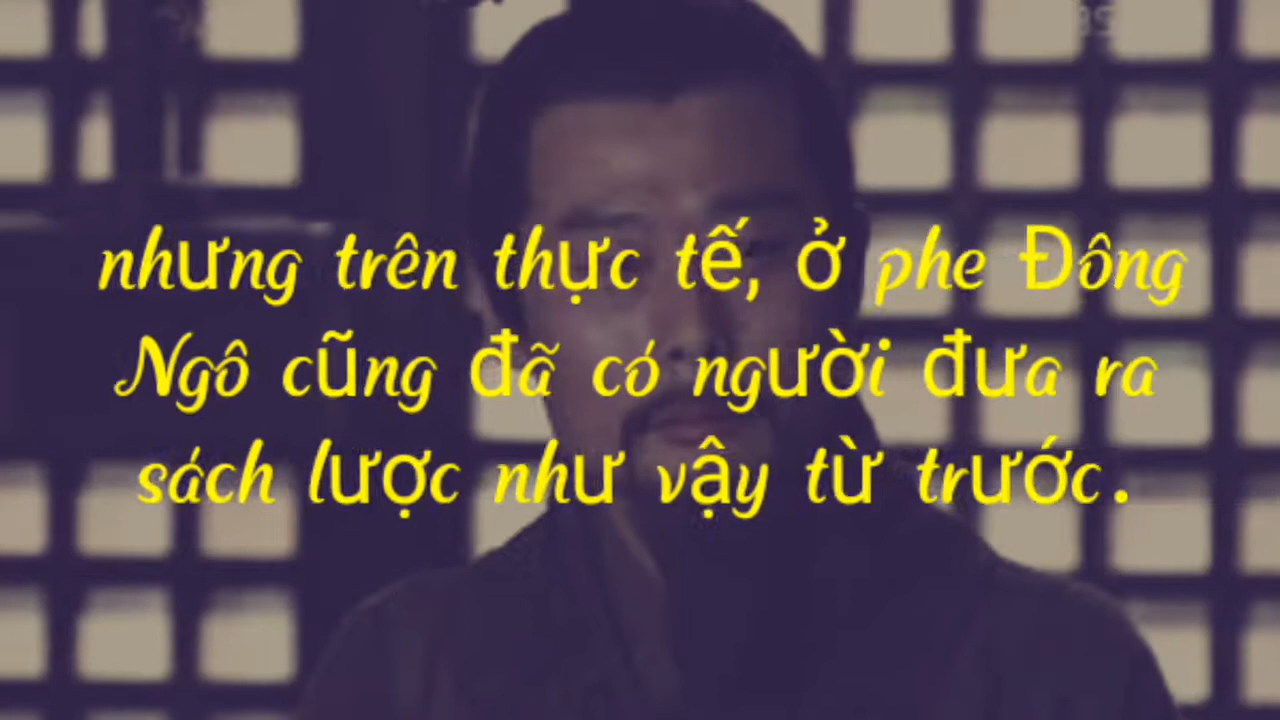 nhưng trên thực tế, ở phe Đông
Ngô cũng đã có người đưa ra
sách lược như vậy từ trước.